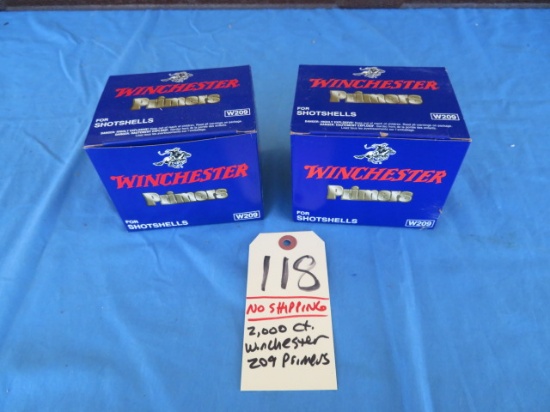 WINCHESTER
Primers
FOR
SHOTSHELLS
W209
WINCHESTER
Primers
FOR
SHOTSHELLS
W209
WINCHESTER
Primers
FOR
SHOTSHELLS
W209
WINCHESTER
Primers
FOR
SHOTSHELLS
W209
118
NO SHIPPING
2,000 ct.
Winchester
209 Primers